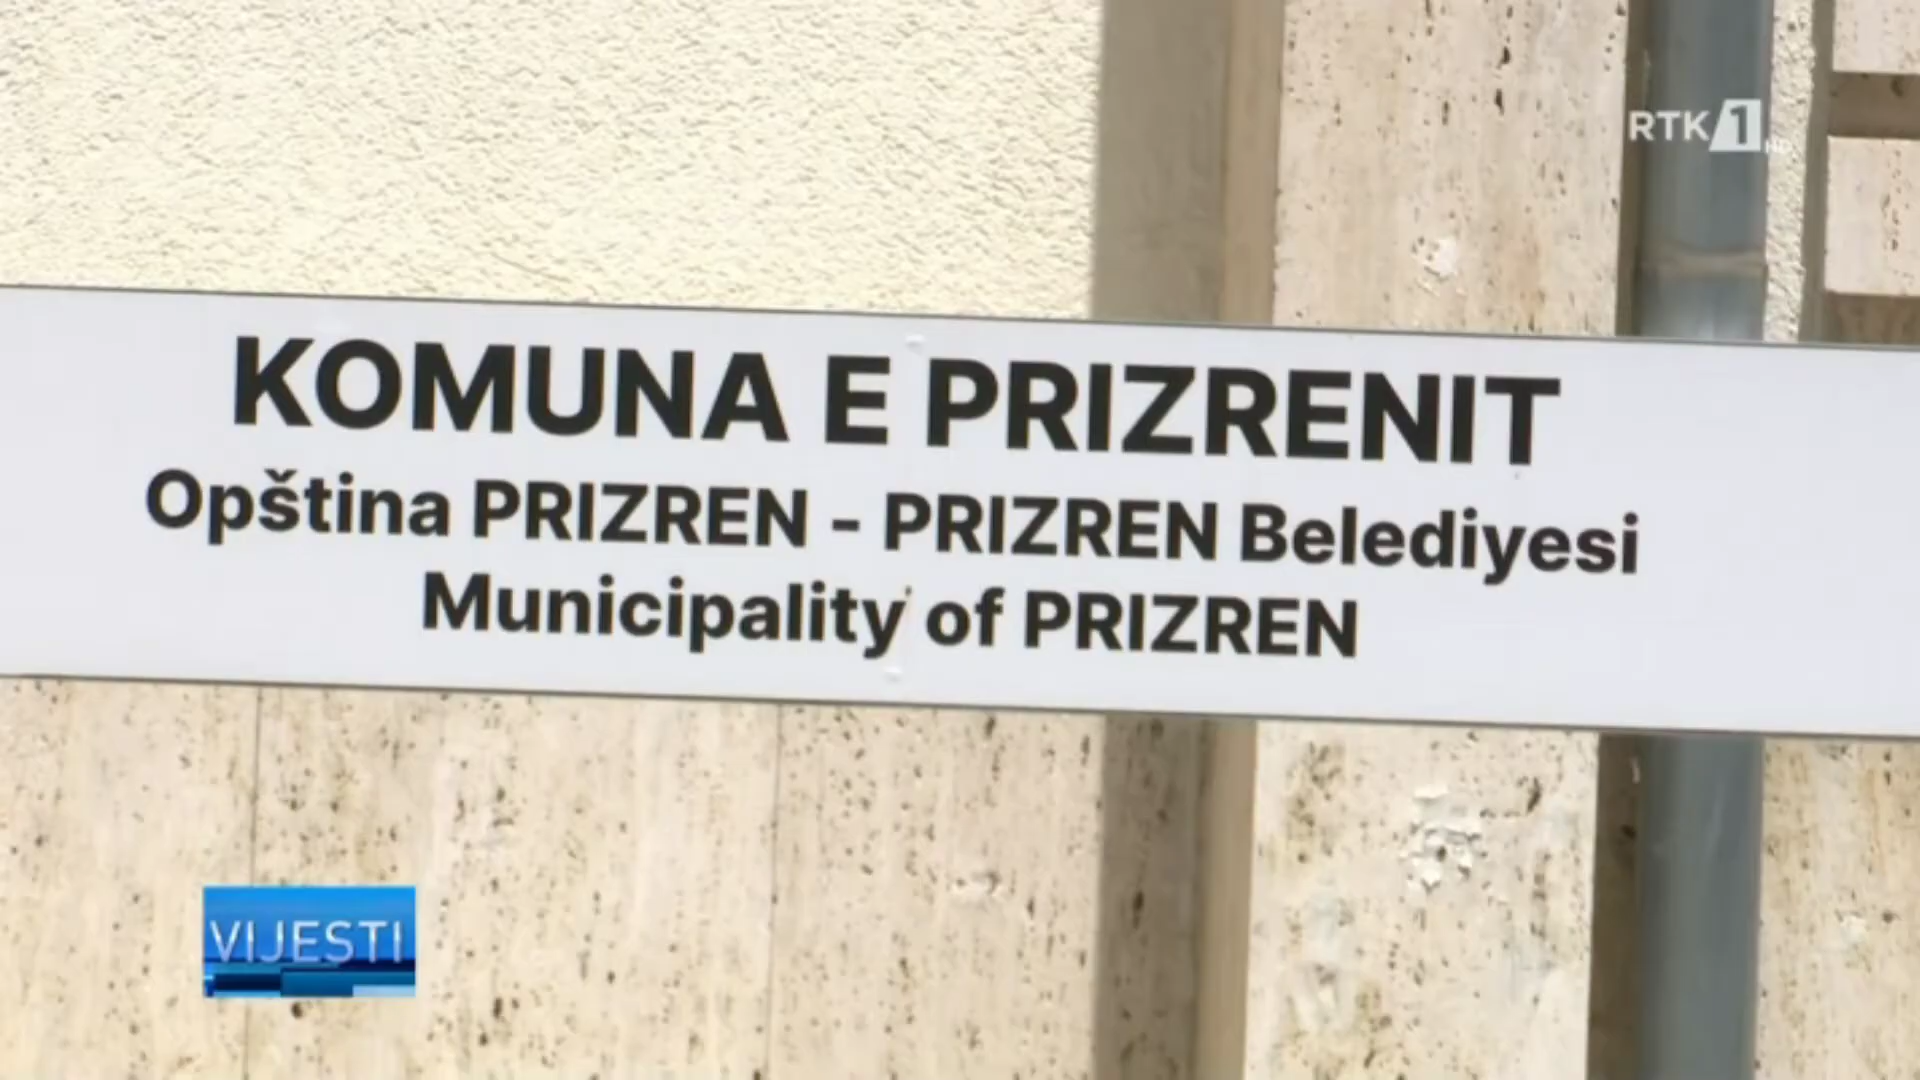 RTK 1 HD
KOMUNA E PRIZRENIT
Opština PRIZREN - PRIZREN Belediyesi
Municipality of PRIZREN
VIJESTI